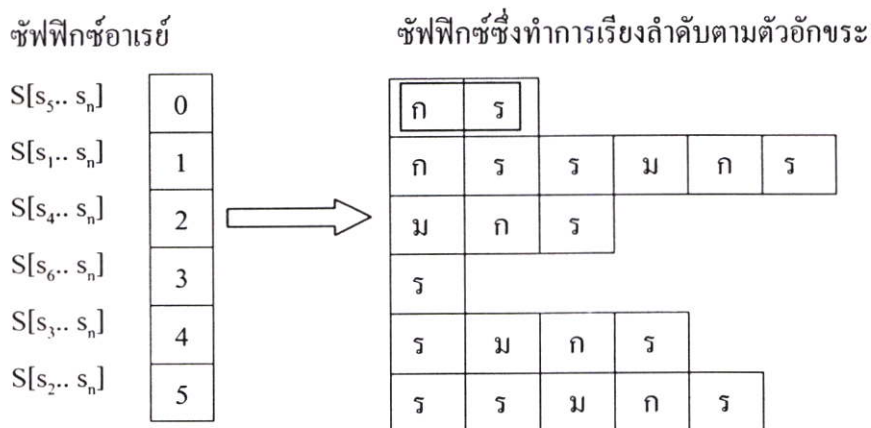 ซัฟฟิกซ์อาเรย์ ซัฟฟิกซ์ซึ่งทำการเรียงลำดับตามตัวอักขระ
S[s₅.. sₙ] 0 ก ร
S[s₁.. sₙ] 1 ก ร ร ม ก ร
S[s₄.. sₙ] 2 ม ก ร
S[s₆.. sₙ] 3 ร
S[s₃.. sₙ] 4 ร ม ก ร
S[s₂.. sₙ] 5 ร ร ม ก ร